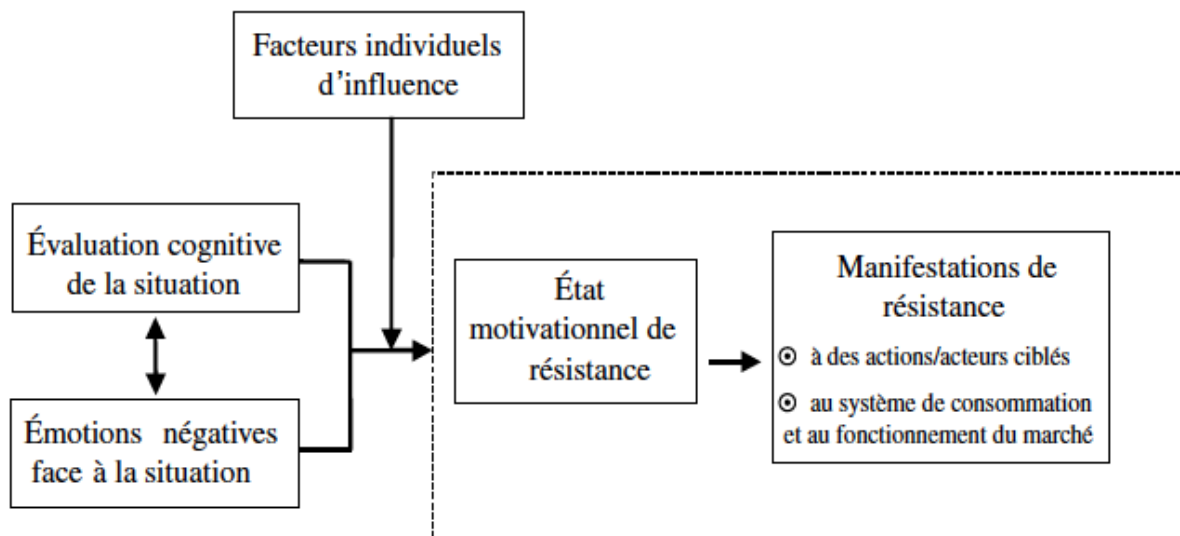 Facteurs individuels
d’influence
Évaluation cognitive
de la situation
Émotions négatives
face à la situation
État
motivationnel de
résistance
Manifestations de
résistance
à des actions/acteurs ciblés
au système de consommation
et au fonctionnement du marché